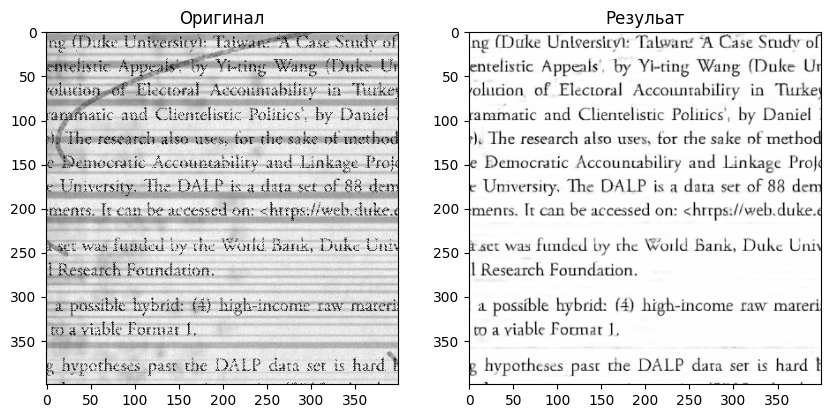 Оригинал
0
50
100
150
200
250
300
350
ng (Duke University): Taiwan: 'A Case Study of
entelistic Appeals', by Yi-ting Wang (Duke Un
volution of Electoral Accountability in Turkey
rammatic and Clientelistic Politics', by Daniel
). The research also uses, for the sake of method
e Democratic Accountability and Linkage Proje
e University. The DALP is a data set of 88 dem
ments. It can be accessed on: <https://web.duke.e
a set was funded by the World Bank, Duke Univ
l Research Foundation.
a possible hybrid: (4) high-income raw materi
to a viable Format 1.
g hypotheses past the DALP data set is hard b
0 50 100 150 200 250 300 350
Резульат
0
50
100
150
200
250
300
350
ng (Duke University): Taiwan: 'A Case Study of
entelistic Appeals', by Yi-ting Wang (Duke Un
volution of Electoral Accountability in Turkey
rammatic and Clientelistic Politics', by Daniel
). The research also uses, for the sake of method
e Democratic Accountability and Linkage Proje
e University. The DALP is a data set of 88 dem
ments. It can be accessed on: <https://web.duke.e
a set was funded by the World Bank, Duke Univ
l Research Foundation.
a possible hybrid: (4) high-income raw materi
to a viable Format 1.
g hypotheses past the DALP data set is hard b
0 50 100 150 200 250 300 350